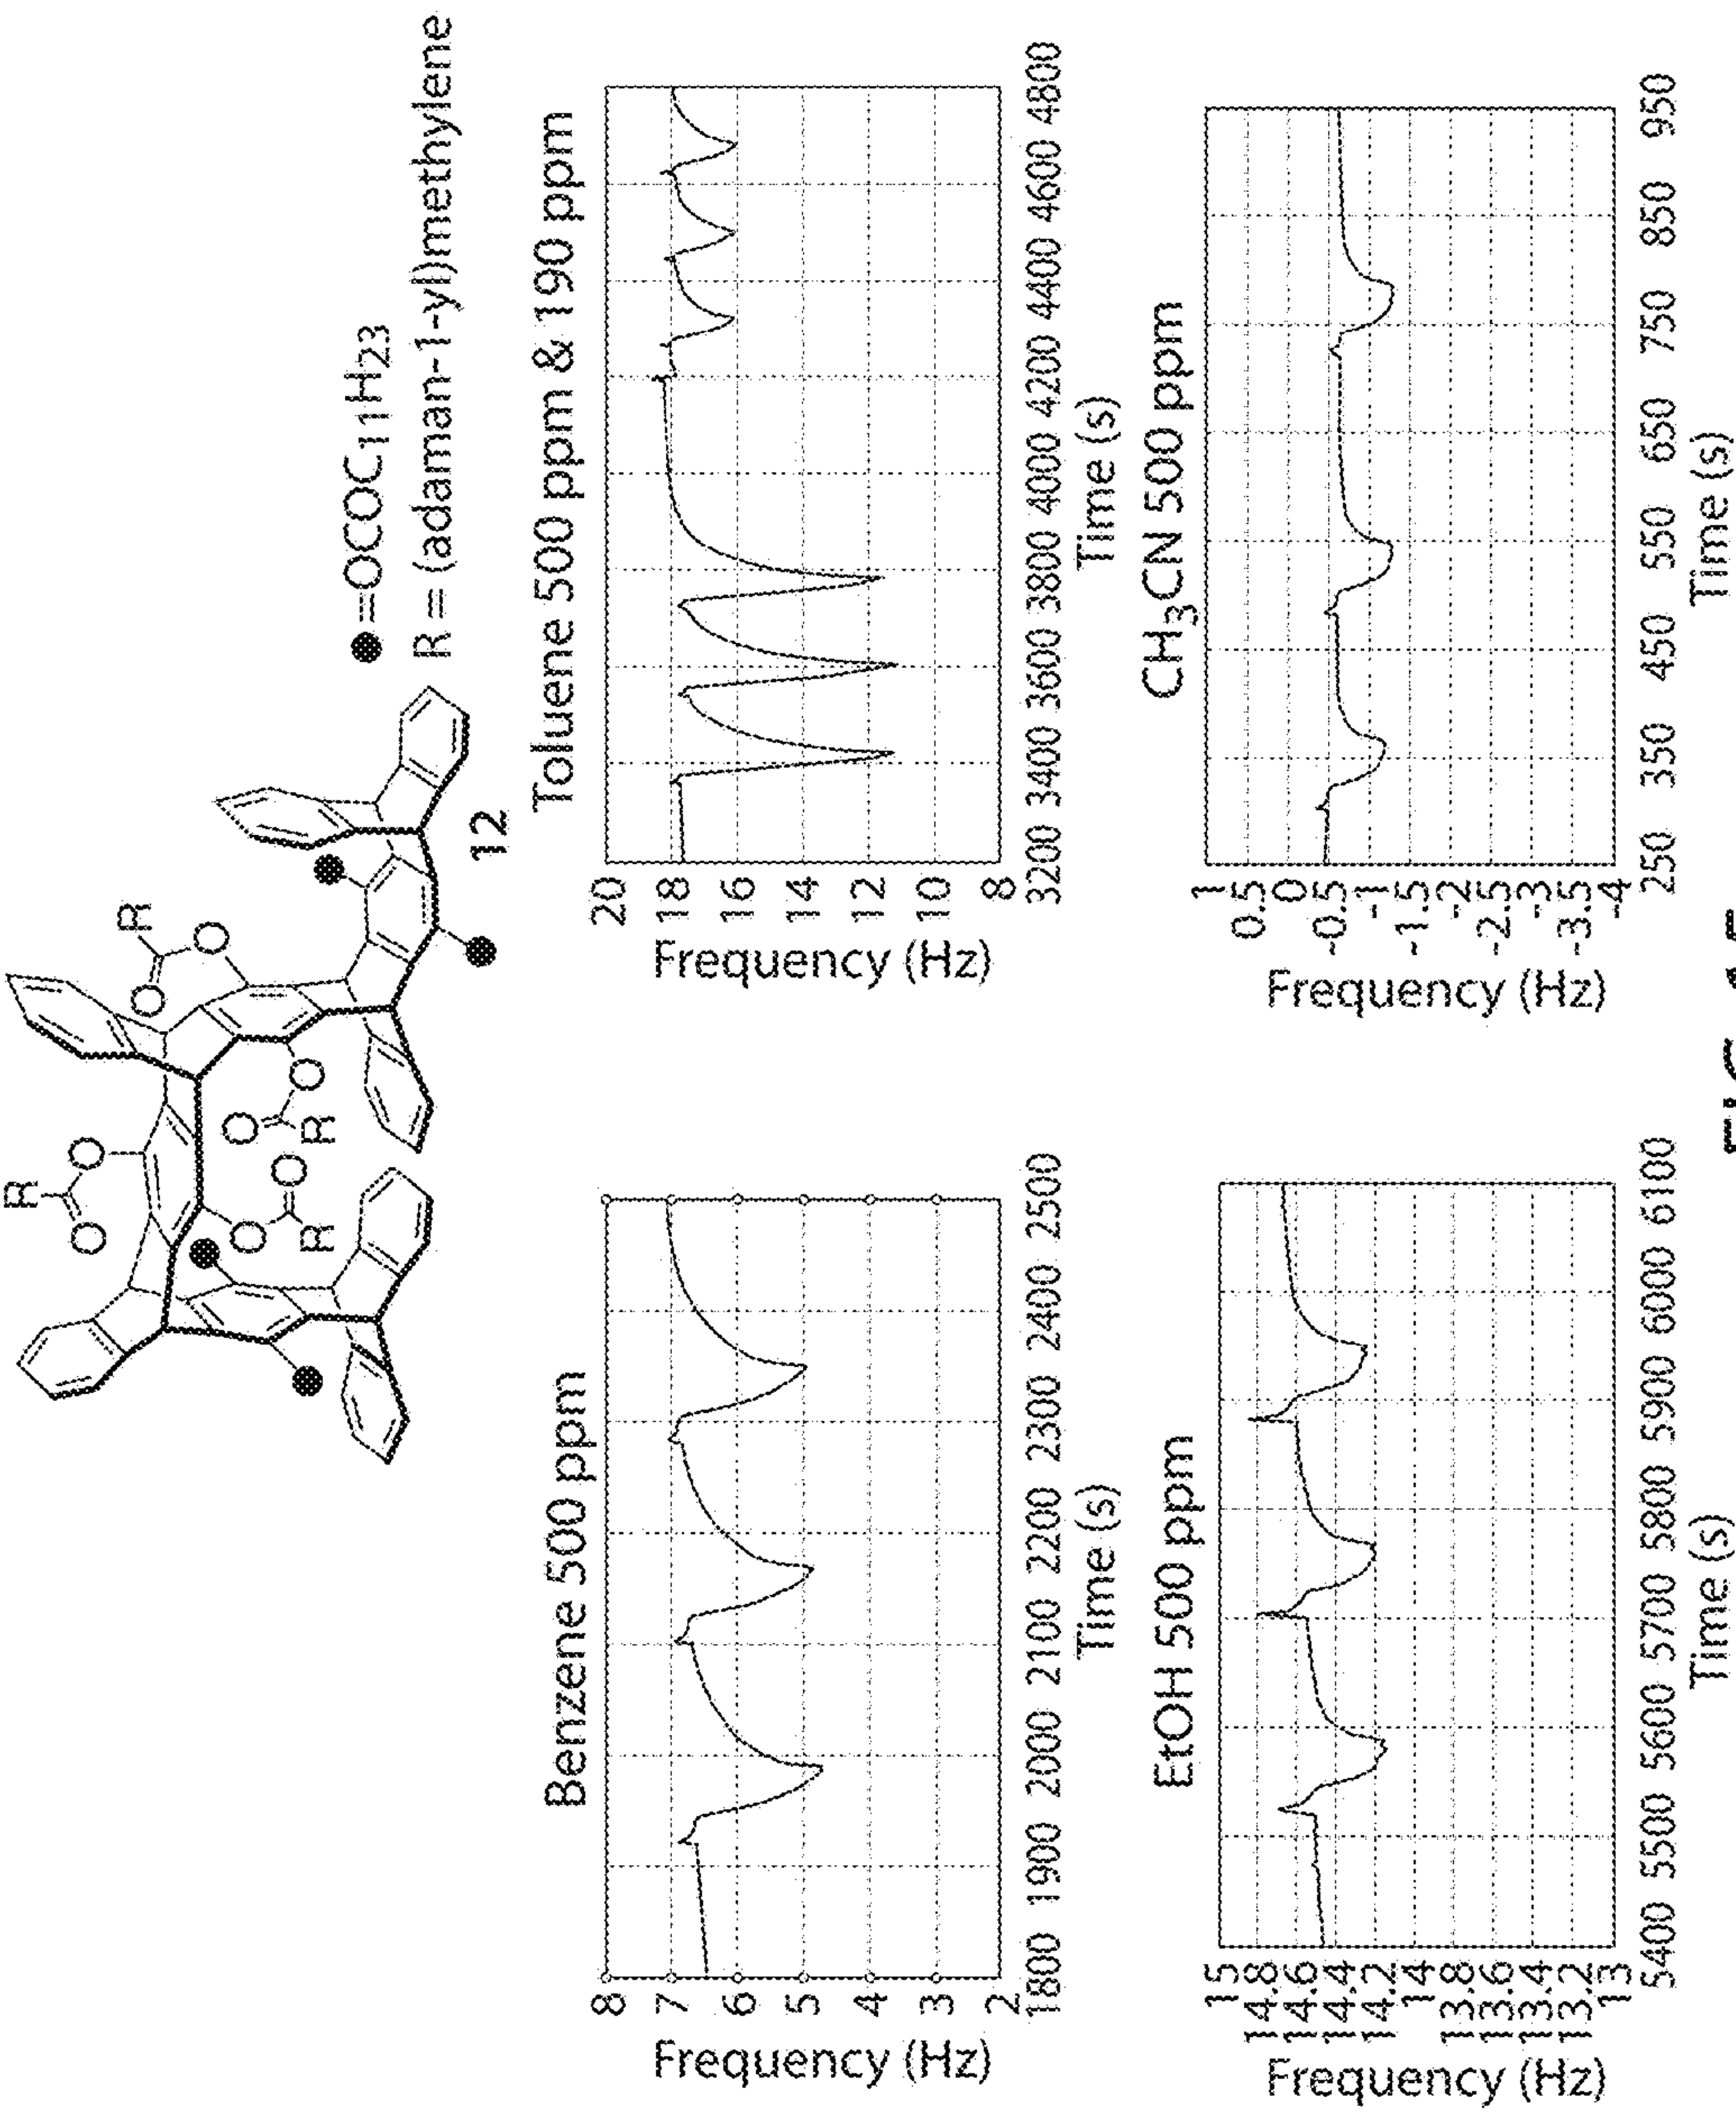 R
R
O
O
O
O
O
O
O
O
R
R
12
●=OCOC11H23
R = (adaman-1-yl)methylene
Benzene 500 ppm
8
7
6
5
4
3
2
Frequency (Hz)
1800 1900 2000 2100 2200 2300 2400 2500
Time (s)
Toluene 500 ppm & 190 ppm
20
18
16
14
12
10
8
Frequency (Hz)
3200 3400 3600 3800 4000 4200 4400 4600 4800
Time (s)
EtOH 500 ppm
15
14.8
14.6
14.4
14.2
14
13.8
13.6
13.4
13.2
13
Frequency (Hz)
5400 5500 5600 5700 5800 5900 6000 6100
Time (s)
CH3CN 500 ppm
1
0.5
0
-0.5
-1
-1.5
-2
-2.5
-3
-3.5
-4
Frequency (Hz)
250 350 450 550 650 750 850 950
Time (s)